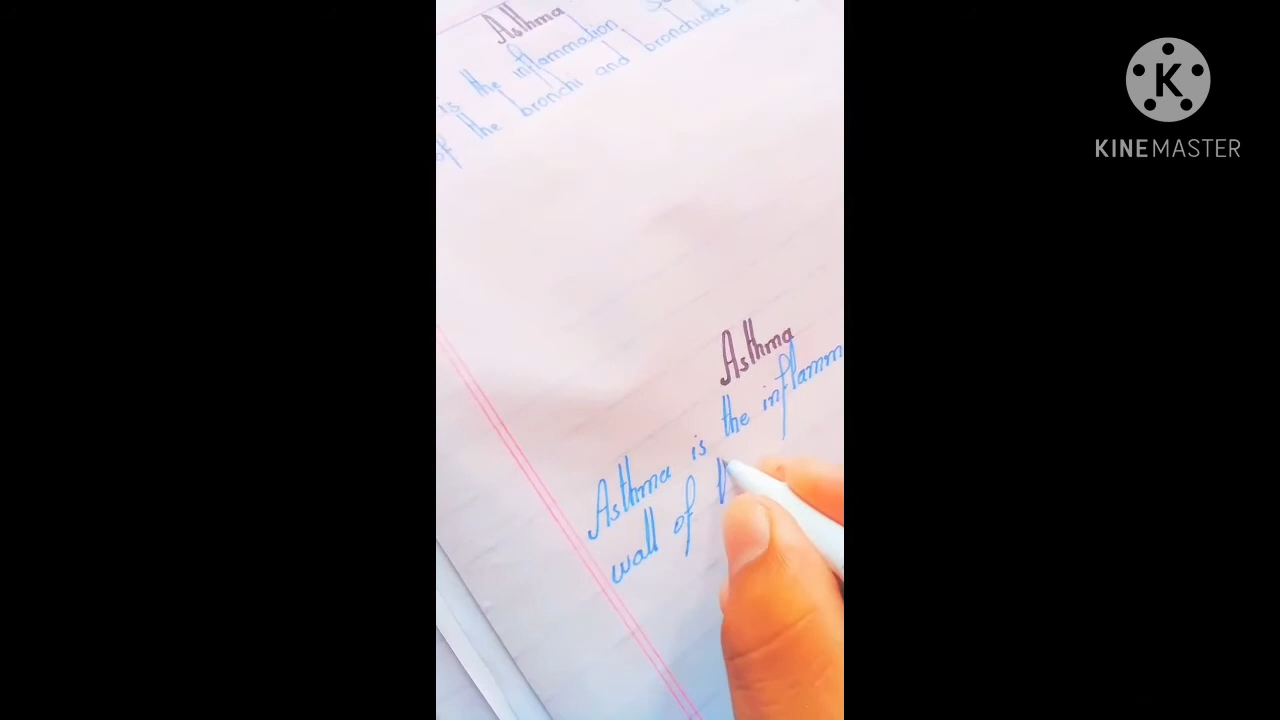 Asthma
is the inflammation
of the bronchi and bronchioles
Asthma
Asthma is the inflamm
wall of
K
KINEMASTER